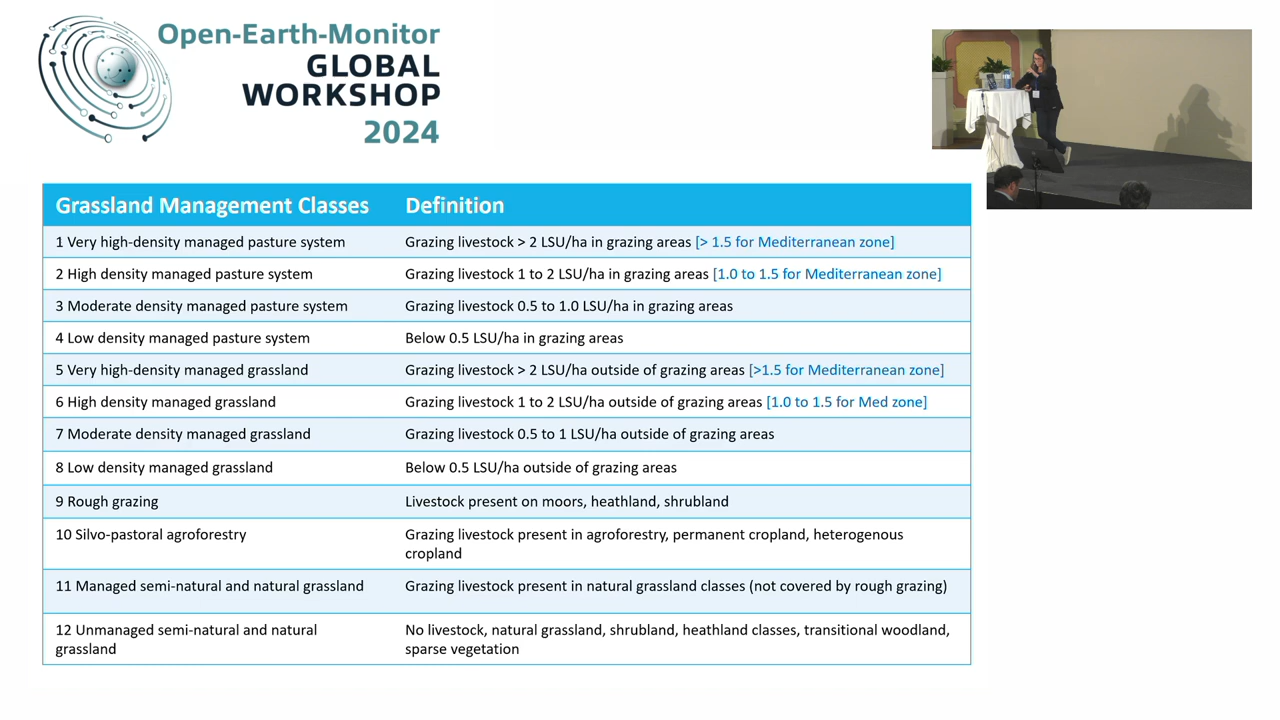 Open-Earth-Monitor
GLOBAL
WORKSHOP
2024
Grassland Management Classes Definition
1 Very high-density managed pasture system Grazing livestock > 2 LSU/ha in grazing areas [> 1.5 for Mediterranean zone]
2 High density managed pasture system Grazing livestock 1 to 2 LSU/ha in grazing areas [1.0 to 1.5 for Mediterranean zone]
3 Moderate density managed pasture system Grazing livestock 0.5 to 1.0 LSU/ha in grazing areas
4 Low density managed pasture system Below 0.5 LSU/ha in grazing areas
5 Very high-density managed grassland Grazing livestock > 2 LSU/ha outside of grazing areas [>1.5 for Mediterranean zone]
6 High density managed grassland Grazing livestock 1 to 2 LSU/ha outside of grazing areas [1.0 to 1.5 for Med zone]
7 Moderate density managed grassland Grazing livestock 0.5 to 1 LSU/ha outside of grazing areas
8 Low density managed grassland Below 0.5 LSU/ha outside of grazing areas
9 Rough grazing Livestock present on moors, heathland, shrubland
10 Silvo-pastoral agroforestry Grazing livestock present in agroforestry, permanent cropland, heterogenous
cropland
11 Managed semi-natural and natural grassland Grazing livestock present in natural grassland classes (not covered by rough grazing)
12 Unmanaged semi-natural and natural
grassland
No livestock, natural grassland, shrubland, heathland classes, transitional woodland,
sparse vegetation